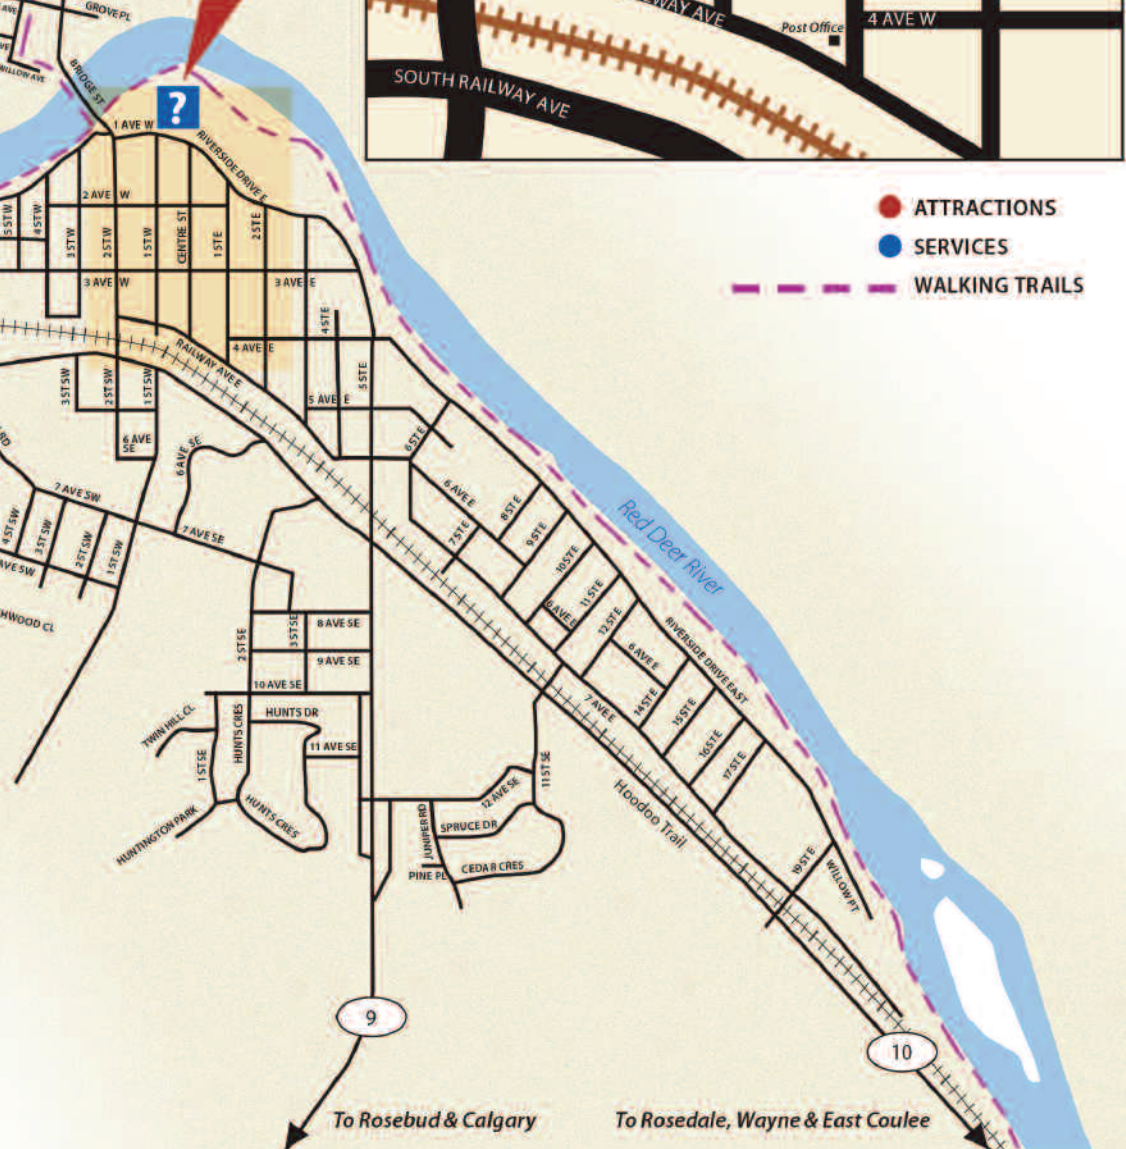 AVE
GROVE PL
WILLOW AVE
BRIDGE ST
?
1 AVE W
RIVERSIDE DRIVE E
2 AVE W
5 ST W
4 ST W
3 ST W
2 ST W
1 ST W
CENTRE ST
1 ST E
2 ST E
3 AVE W
3 AVE E
4 ST E
RAILWAY AVE E
4 AVE E
5 ST E
3 ST SW
2 ST SW
1 ST SW
5 AVE E
6 AVE
SE
6 AVE SE
6 ST E
RD
7 AVE SW
7 AVE SE
4 ST SW
3 ST SW
2 ST SW
1 ST SW
AVE SW
HWOOD CL
6 AVE E
7 ST E
8 ST E
9 ST E
10 ST E
11 ST E
6 AVE E
12 ST E
6 AVE E
RIVERSIDE DRIVE EAST
Red Deer River
7 AVE E
14 ST E
15 ST E
16 ST E
17 ST E
2 ST SE
3 ST SE
8 AVE SE
9 AVE SE
10 AVE SE
TWIN HILL CL
HUNTS CRES
HUNTS DR
11 AVE SE
1 ST SE
HUNTINGTON PARK
HUNTS CRES
11 ST SE
12 AVE SE
JUNIPER RD
SPRUCE DR
PINE PL
CEDAR CRES
Hoodoo Trail
19 ST E
WILLOW PT
9
10
To Rosebud & Calgary
To Rosedale, Wayne & East Coulee
WAY AVE
Post Office
4 AVE W
SOUTH RAILWAY AVE
ATTRACTIONS
SERVICES
WALKING TRAILS